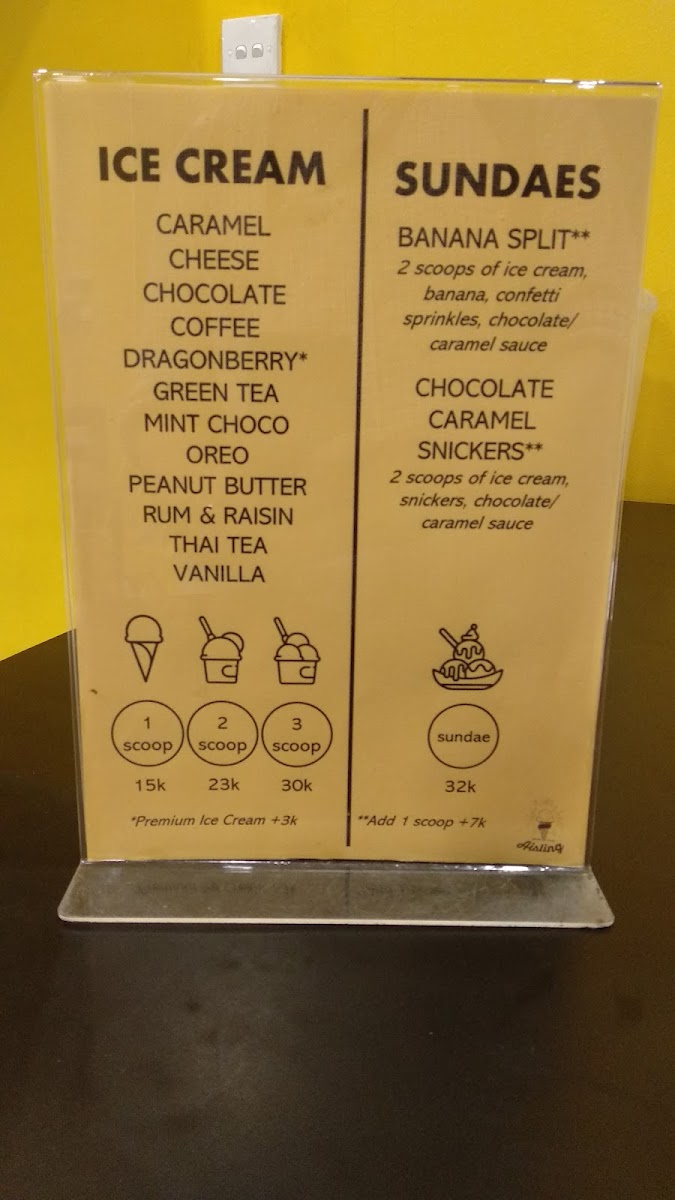 ICE CREAM
CARAMEL
CHEESE
CHOCOLATE
COFFEE
DRAGONBERRY*
GREEN TEA
MINT CHOCO
OREO
PEANUT BUTTER
RUM & RAISIN
THAI TEA
VANILLA
1 scoop
2 scoop
3 scoop
15k
23k
30k
*Premium Ice Cream +3k
SUNDAES
BANANA SPLIT**
2 scoops of ice cream,
banana, confetti
sprinkles, chocolate/
caramel sauce
CHOCOLATE
CARAMEL
SNICKERS**
2 scoops of ice cream,
snickers, chocolate/
caramel sauce
sundae
32k
**Add 1 scoop +7k
Aisling